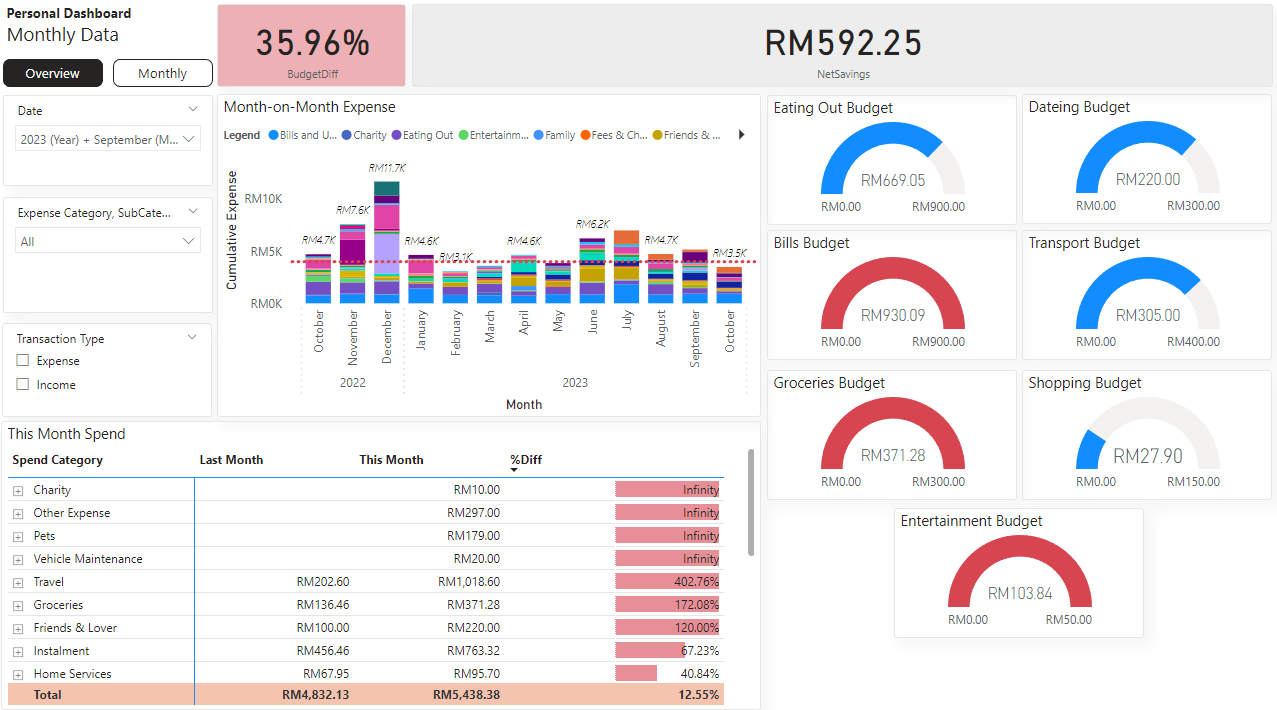 Personal Dashboard
Monthly Data
Overview
Monthly
35.96%
BudgetDiff
RM592.25
NetSavings
Date
2023 (Year) + September (M...
Expense Category, SubCate...
All
Transaction Type
Expense
Income
Month-on-Month Expense
Legend Bills and U... Charity Eating Out Entertainm... Family Fees & Ch... Friends & ...
Cumulative Expense
RM10K
RM5K
RM0K
RM4.7K
RM7.6K
RM11.7K
RM4.6K
RM3.1K
RM4.6K
RM6.2K
RM4.7K
RM3.5K
October
November
December
January
February
March
April
May
June
July
August
September
October
2022
2023
Month
Eating Out Budget
RM669.05
RM0.00 RM900.00
Dateing Budget
RM220.00
RM0.00 RM300.00
Bills Budget
RM930.09
RM0.00 RM900.00
Transport Budget
RM305.00
RM0.00 RM400.00
Groceries Budget
RM371.28
RM0.00 RM300.00
Shopping Budget
RM27.90
RM0.00 RM150.00
Entertainment Budget
RM103.84
RM0.00 RM50.00
This Month Spend
Spend Category Last Month This Month %Diff
Charity RM10.00 Infinity
Other Expense RM297.00 Infinity
Pets RM179.00 Infinity
Vehicle Maintenance RM20.00 Infinity
Travel RM202.60 RM1,018.60 402.76%
Groceries RM136.46 RM371.28 172.08%
Friends & Lover RM100.00 RM220.00 120.00%
Instalment RM456.46 RM763.32 67.23%
Home Services RM67.95 RM95.70 40.84%
Total RM4,832.13 RM5,438.38 12.55%